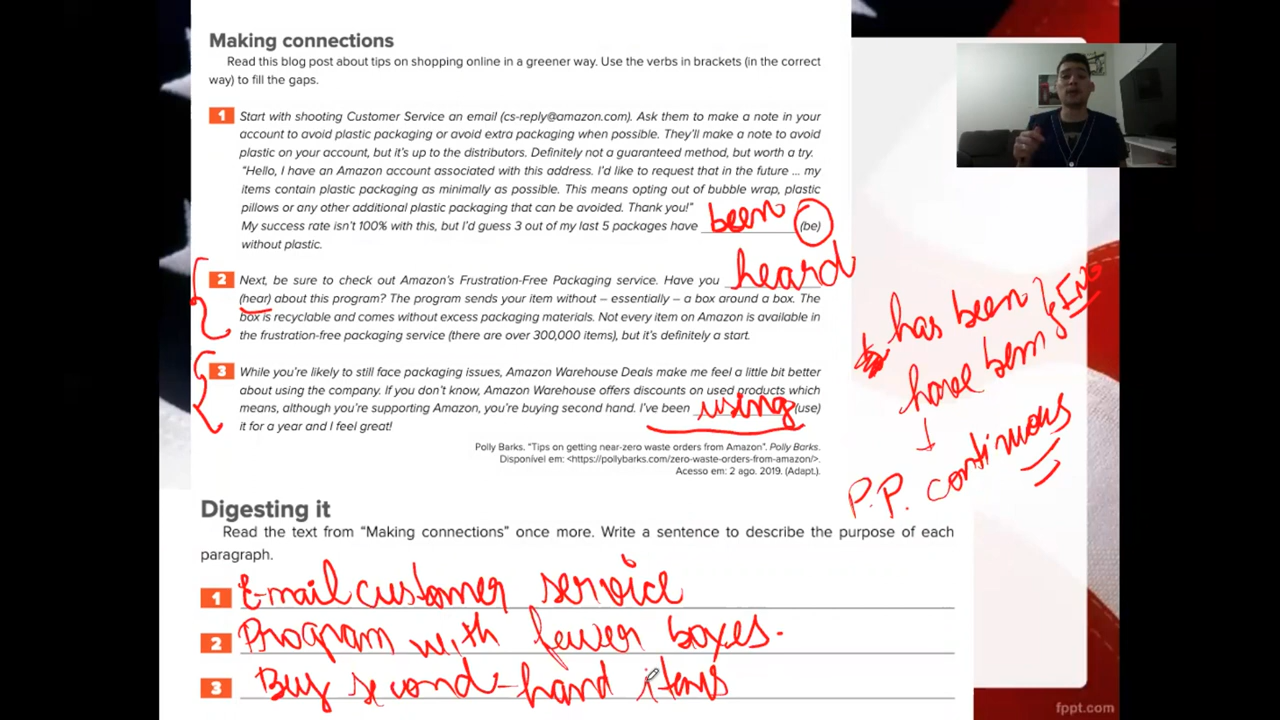 Making connections
Read this blog post about tips on shopping online in a greener way. Use the verbs in brackets (in the correct
way) to fill the gaps.
1 Start with shooting Customer Service an email (cs-reply@amazon.com). Ask them to make a note in your
account to avoid plastic packaging or avoid extra packaging when possible. They'll make a note to avoid
plastic on your account, but it's up to the distributors. Definitely not a guaranteed method, but worth a try.
"Hello, I have an Amazon account associated with this address. I'd like to request that in the future ... my
items contain plastic packaging as minimally as possible. This means opting out of bubble wrap, plastic
pillows or any other additional plastic packaging that can be avoided. Thank you!"
My success rate isn't 100% with this, but I'd guess 3 out of my last 5 packages have been (be)
without plastic.
2 Next, be sure to check out Amazon's Frustration-Free Packaging service. Have you heard
(hear) about this program? The program sends your item without – essentially – a box around a box. The
box is recyclable and comes without excess packaging materials. Not every item on Amazon is available in
the frustration-free packaging service (there are over 300,000 items), but it's definitely a start.
3 While you're likely to still face packaging issues, Amazon Warehouse Deals make me feel a little bit better
about using the company. If you don't know, Amazon Warehouse offers discounts on used products which
means, although you're supporting Amazon, you're buying second hand. I've been using (use)
it for a year and I feel great!
Polly Barks. "Tips on getting near-zero waste orders from Amazon". Polly Barks.
Disponível em: <https://pollybarks.com/zero-waste-orders-from-amazon/>.
Acesso em: 2 ago. 2019. (Adapt.).
has been } ING
have been
P.P. continuous
Digesting it
Read the text from "Making connections" once more. Write a sentence to describe the purpose of each
paragraph.
1 E-mail customer service
2 Program with fewer boxes.
3 Buy second-hand items
fppt.com